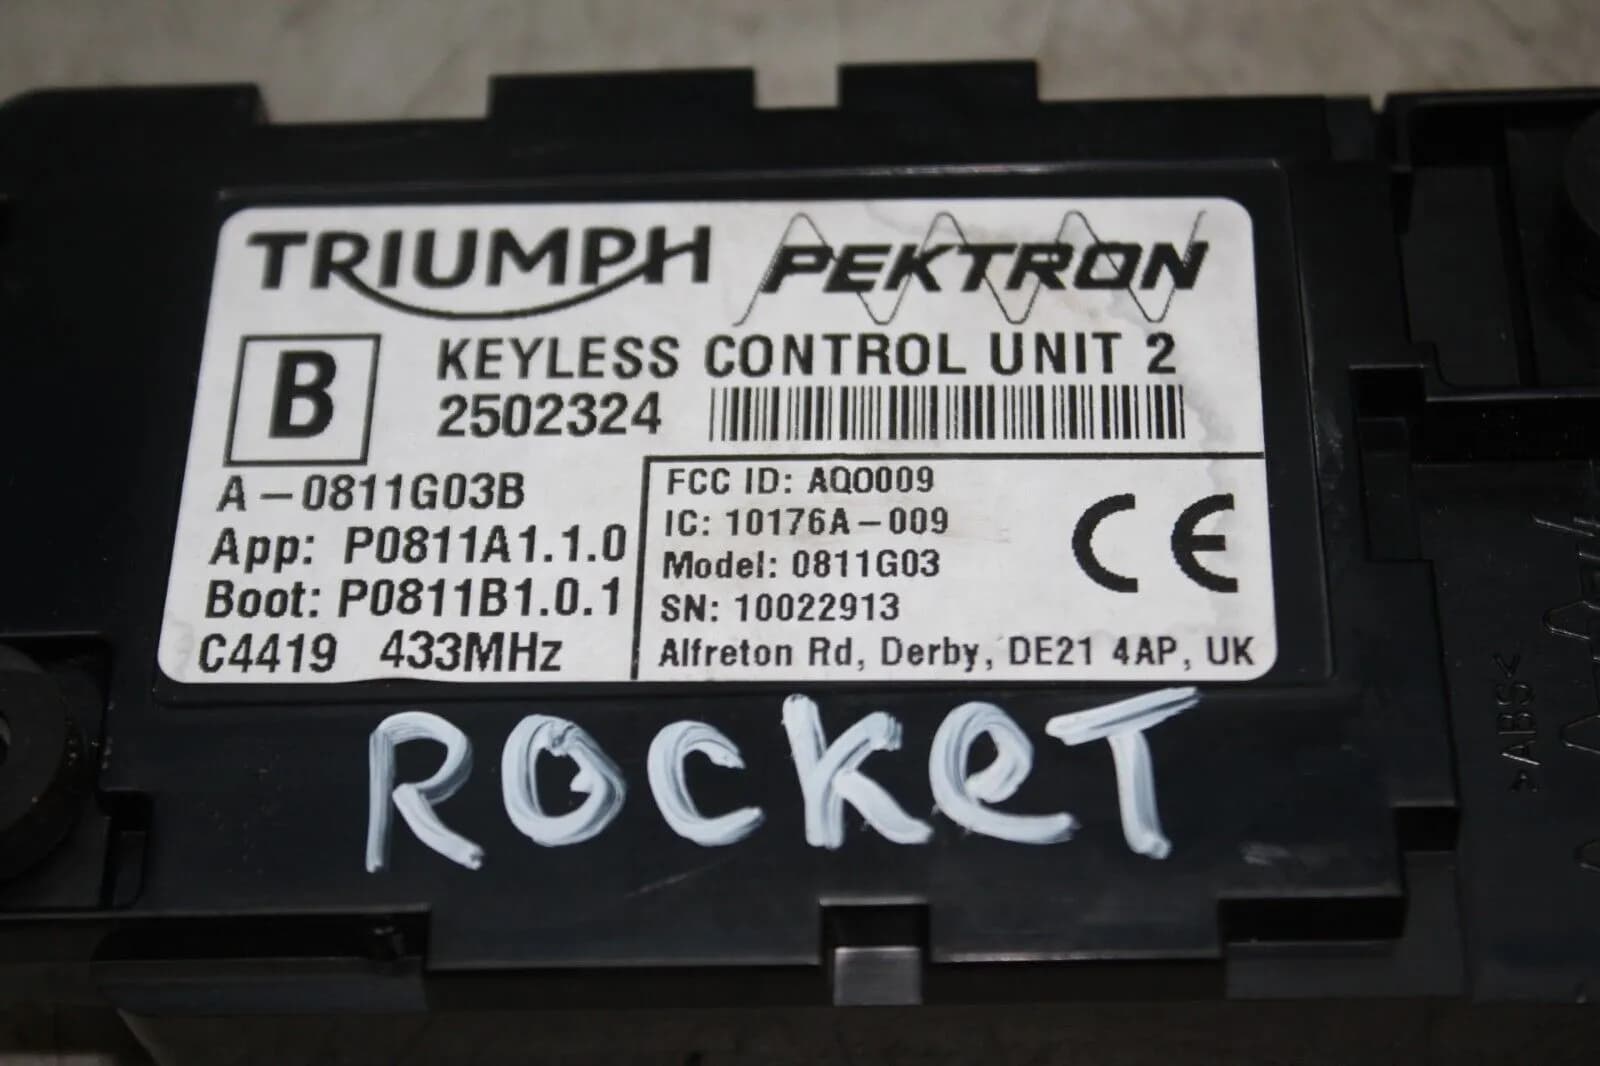 TRIUMPH PEKTRON
B
KEYLESS CONTROL UNIT 2
2502324
A-0811G03B
App: P0811A1.1.0
Boot: P0811B1.0.1
C4419 433MHz
FCC ID: AQO009
IC: 10176A-009
Model: 0811G03
SN: 10022913
Alfreton Rd, Derby, DE21 4AP, UK
CE
ROCKeT
>ABS<